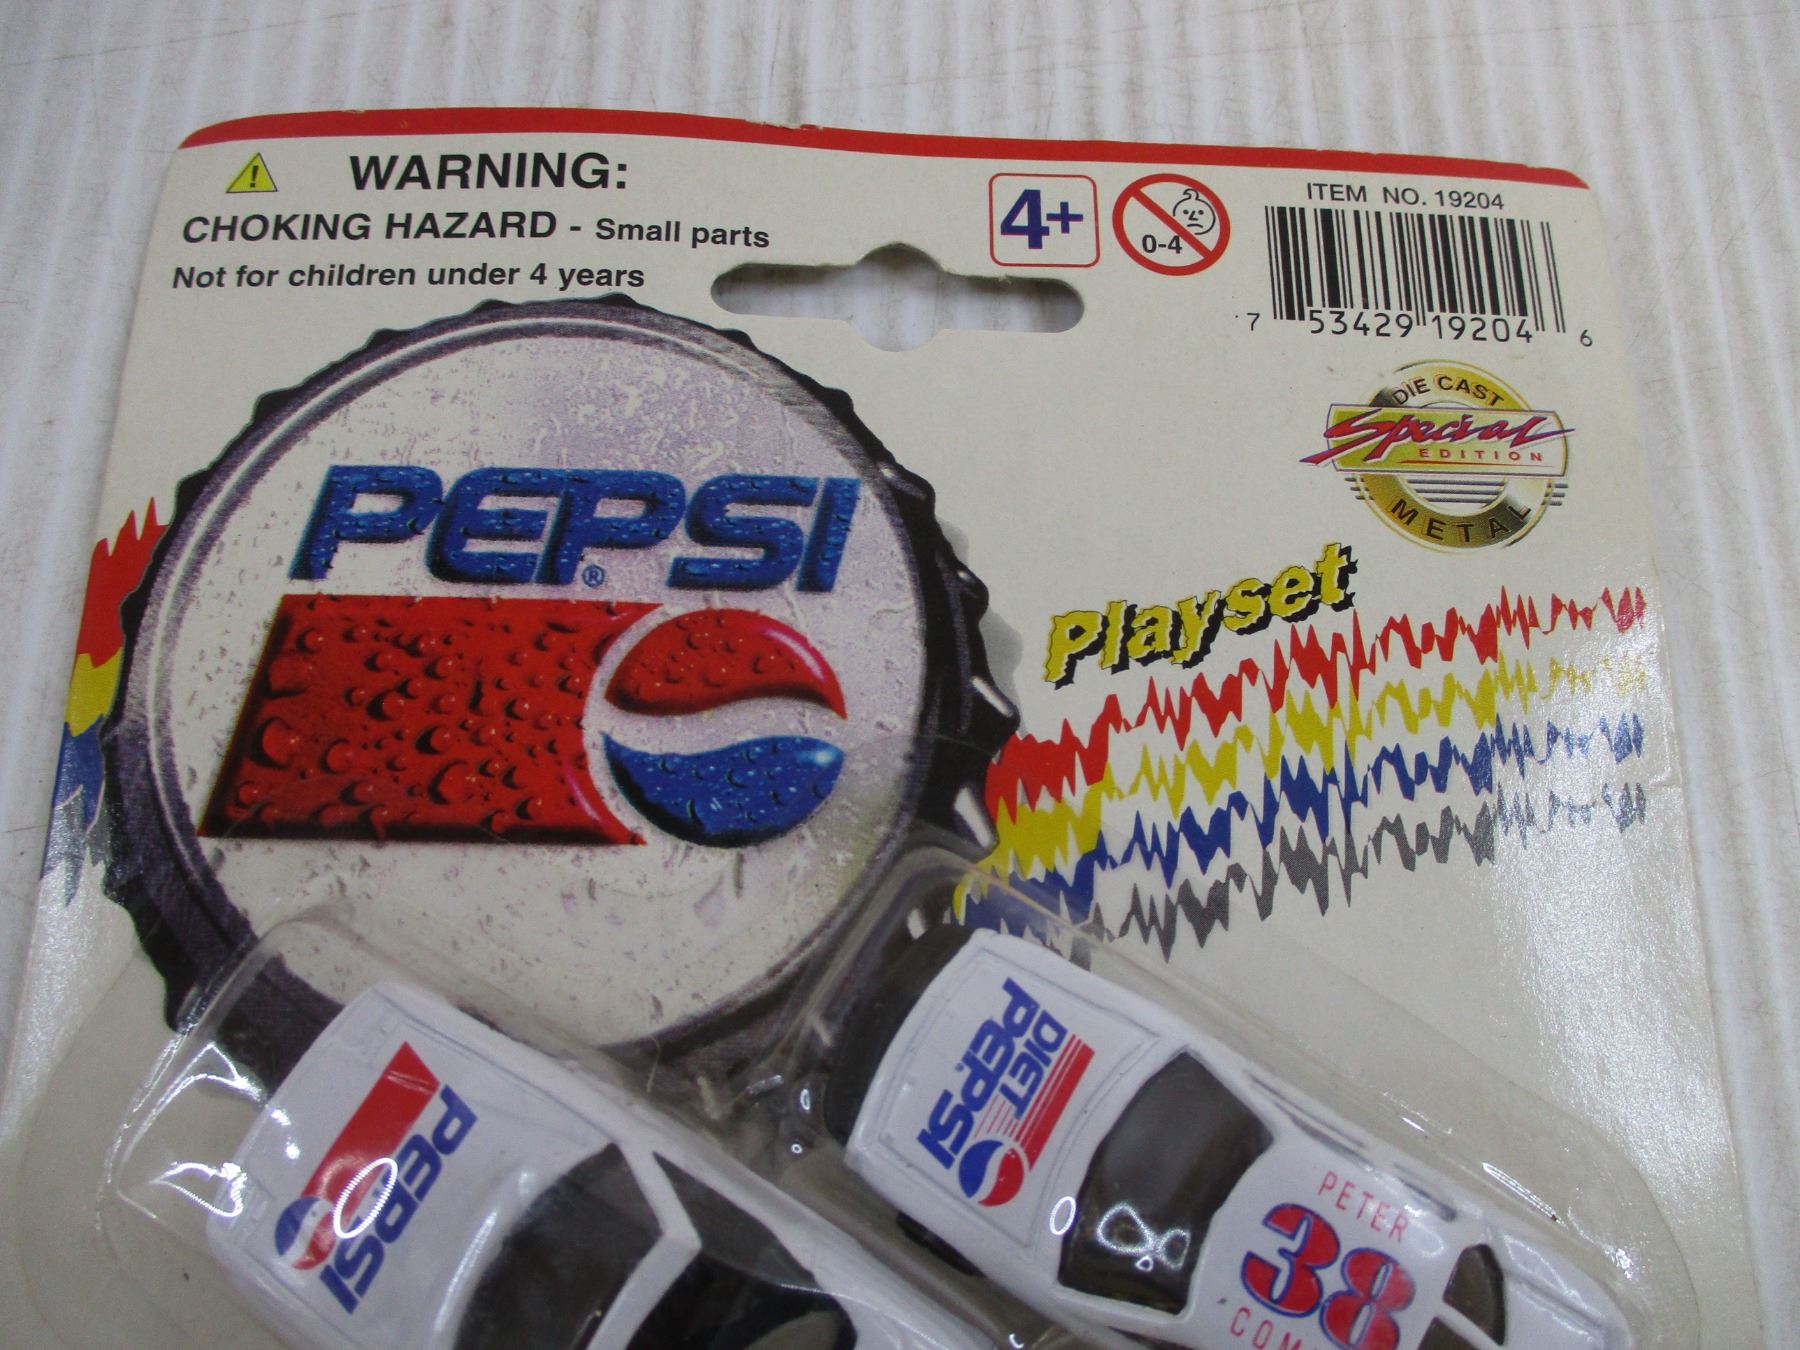 WARNING:
CHOKING HAZARD - Small parts
Not for children under 4 years
4+
0-4
ITEM NO. 19204
7 53429 19204 6
DIE CAST
Special
EDITION
METAL
PEPSI®
Playset
PEPSI
DIET
PEPSI
PETER
38